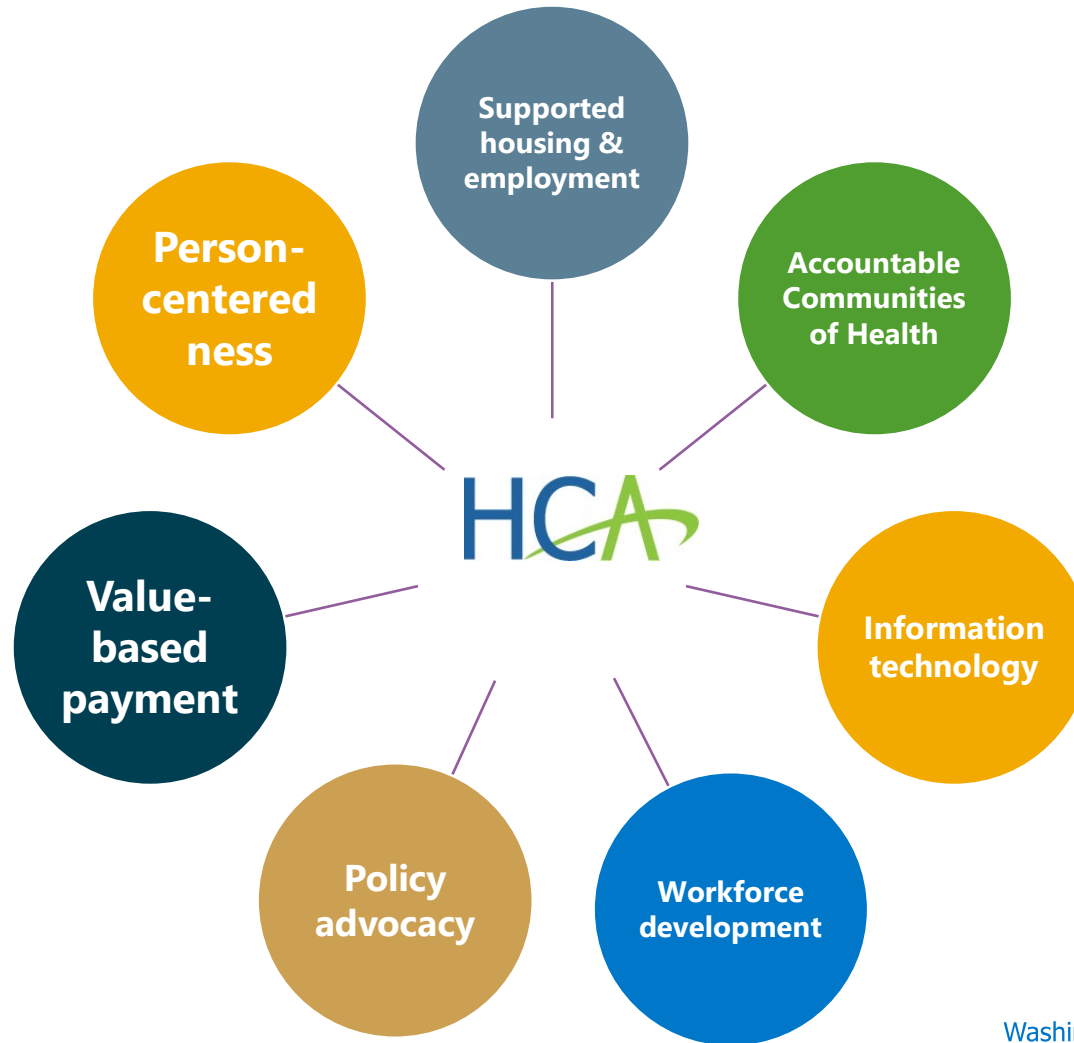 Supported
housing &
employment
Person-
centered
ness
Accountable
Communities
of Health
HCA
Value-
based
payment
Information
technology
Policy
advocacy
Workforce
development